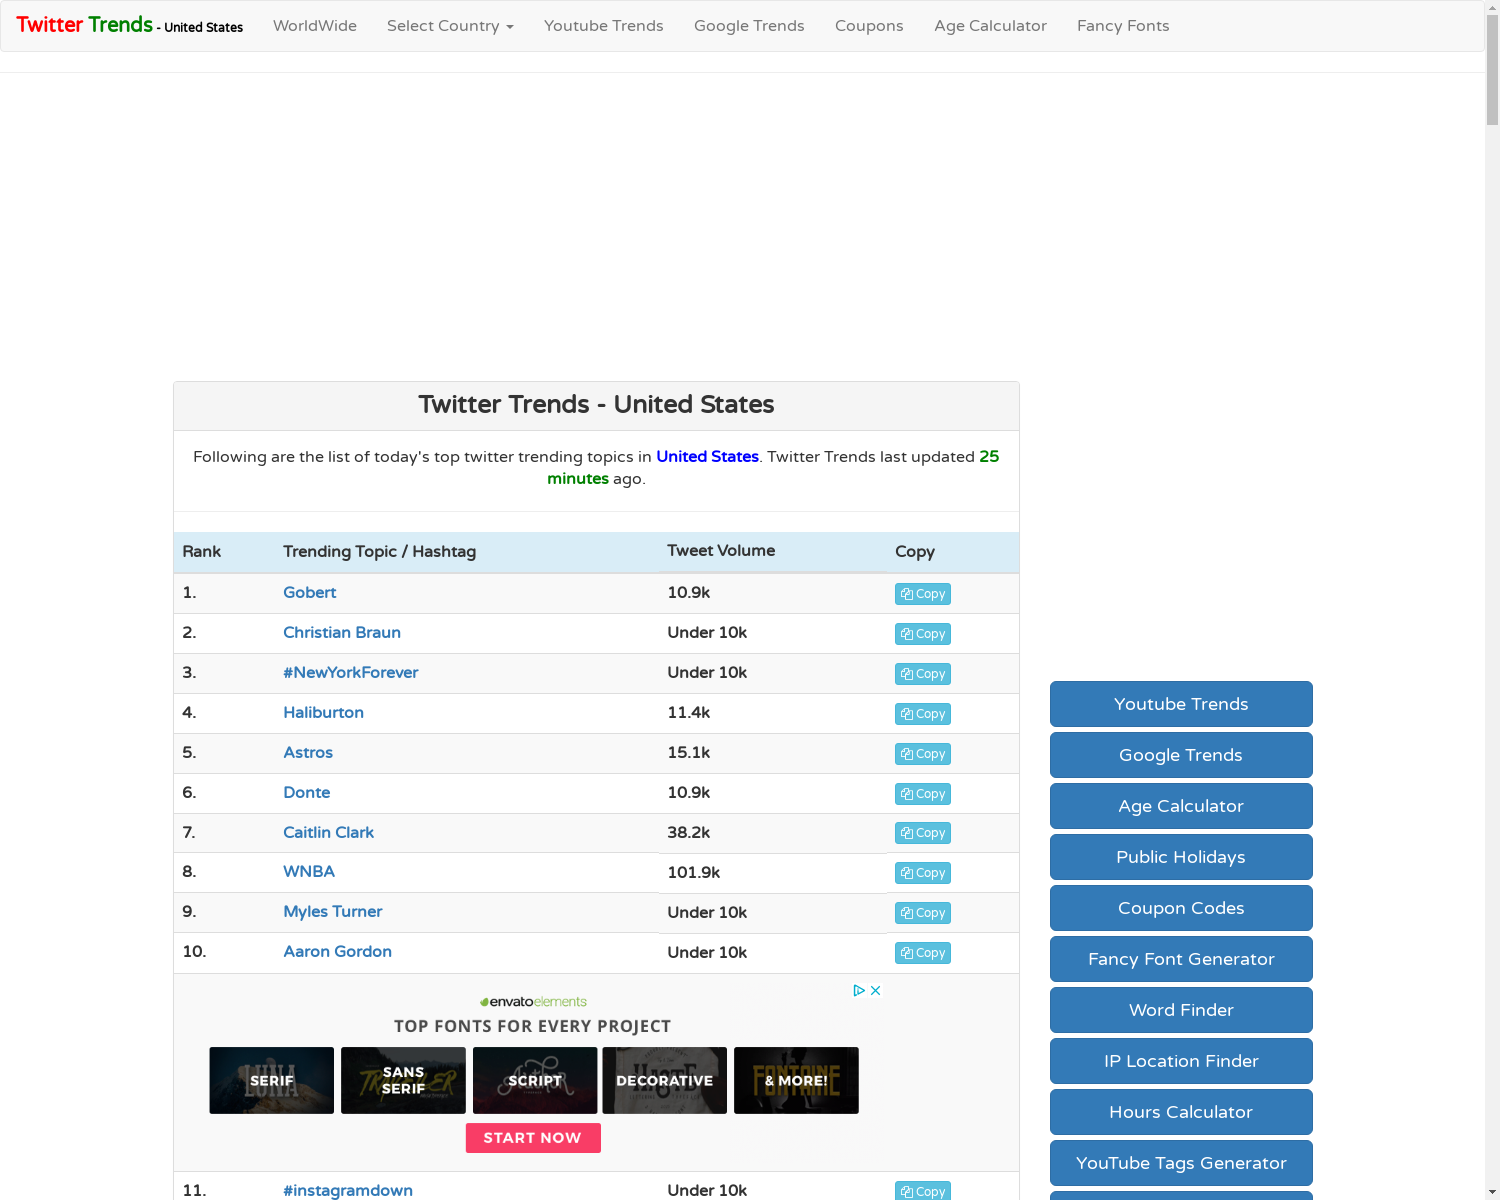 Twitter Trends - United States WorldWide Select Country Youtube Trends Google Trends Coupons Age Calculator Fancy Fonts
Twitter Trends - United States
Following are the list of today's top twitter trending topics in United States. Twitter Trends last updated 25
minutes ago.
Rank Trending Topic / Hashtag Tweet Volume Copy
1. Gobert 10.9k Copy
2. Christian Braun Under 10k Copy
3. #NewYorkForever Under 10k Copy
4. Haliburton 11.4k Copy
5. Astros 15.1k Copy
6. Donte 10.9k Copy
7. Caitlin Clark 38.2k Copy
8. WNBA 101.9k Copy
9. Myles Turner Under 10k Copy
10. Aaron Gordon Under 10k Copy
envatoelements
TOP FONTS FOR EVERY PROJECT
SERIF
SANS
SERIF
SCRIPT
DECORATIVE
& MORE!
START NOW
11. #instagramdown Under 10k Copy
Youtube Trends
Google Trends
Age Calculator
Public Holidays
Coupon Codes
Fancy Font Generator
Word Finder
IP Location Finder
Hours Calculator
YouTube Tags Generator